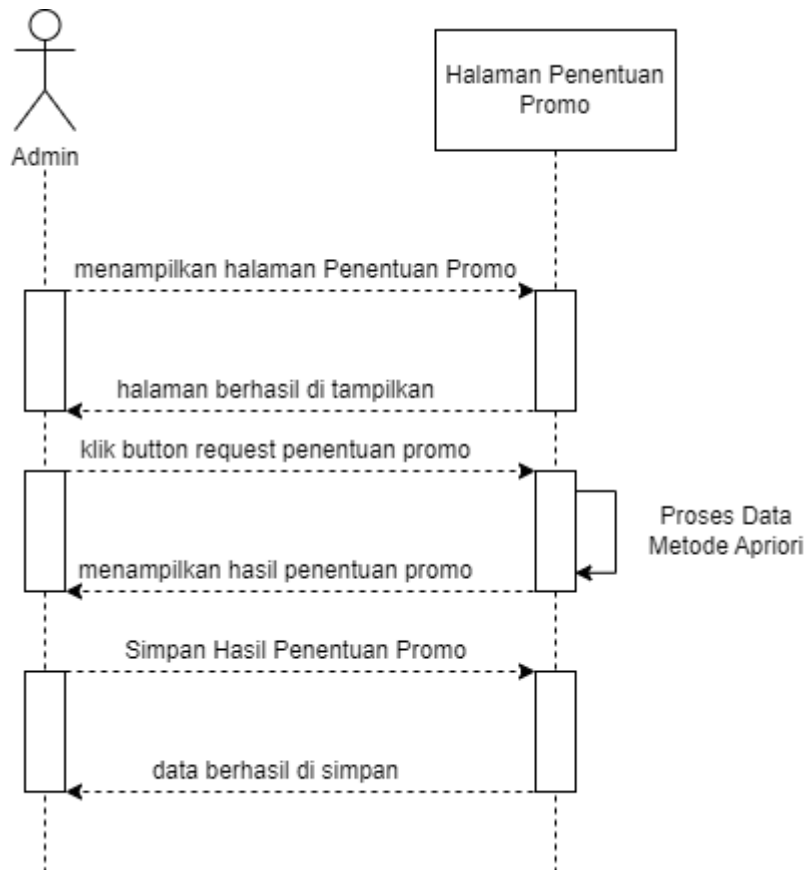 Halaman Penentuan
Promo
Admin
menampilkan halaman Penentuan Promo
halaman berhasil di tampilkan
klik button request penentuan promo
Proses Data
Metode Apriori
menampilkan hasil penentuan promo
Simpan Hasil Penentuan Promo
data berhasil di simpan